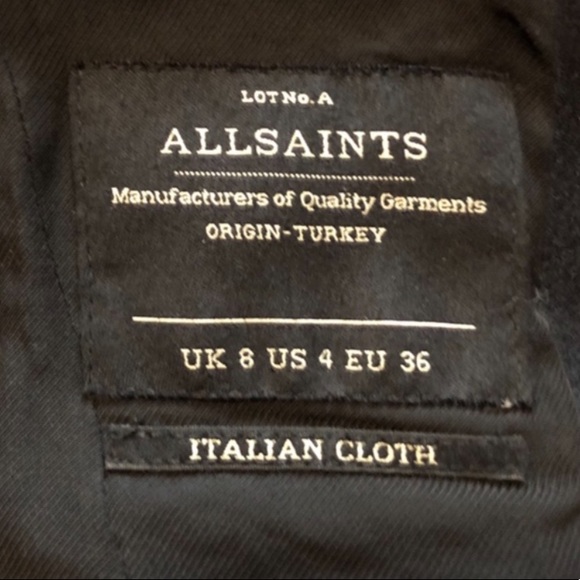 LOT No. A
ALLSAINTS
Manufacturers of Quality Garments
ORIGIN-TURKEY
UK 8 US 4 EU 36
ITALIAN CLOTH